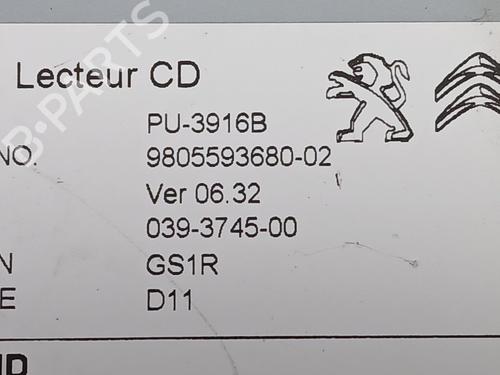 Lecteur CD
PU-3916B
NO. 9805593680-02
Ver 06.32
039-3745-00
N GS1R
E D11
B-PARTS